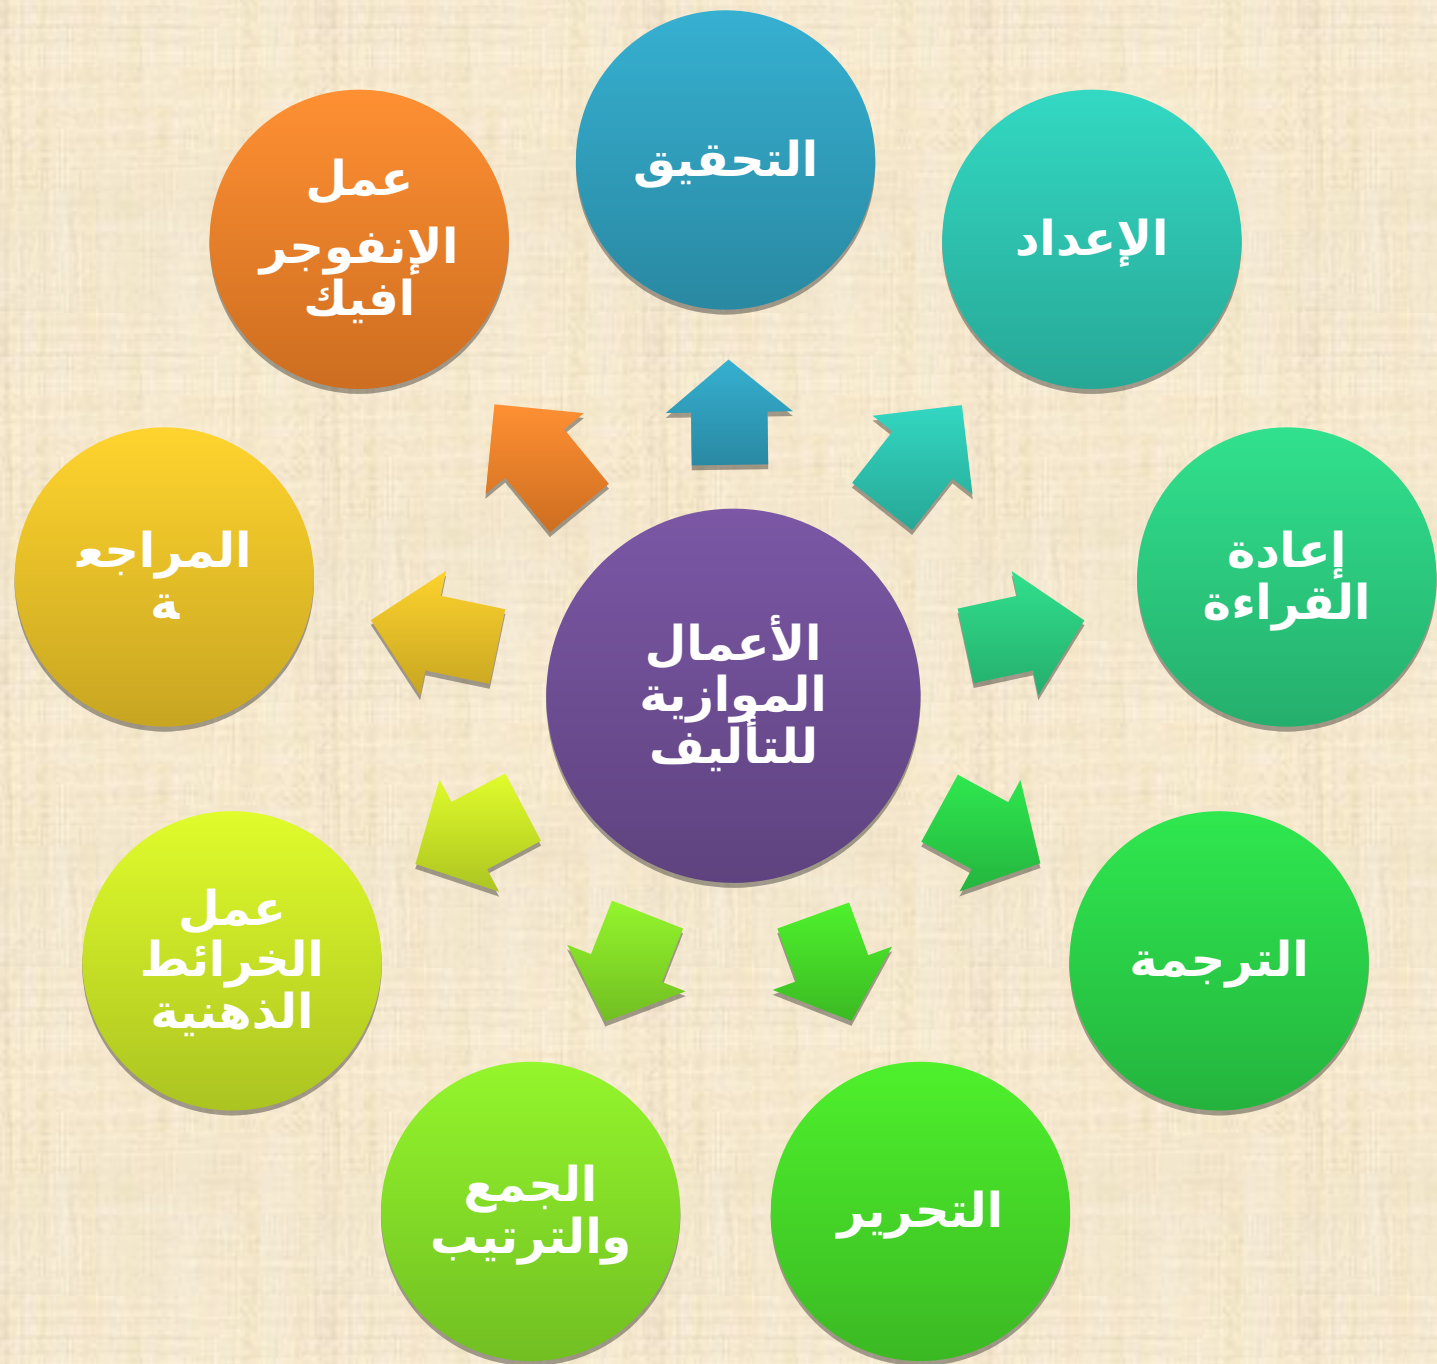 التحقيق
الإعداد
إعادة
القراءة
الترجمة
التحرير
الجمع
والترتيب
عمل
الخرائط
الذهنية
المراجع
ة
عمل
الإنفوجر
افيك
الأعمال
الموازية
للتأليف